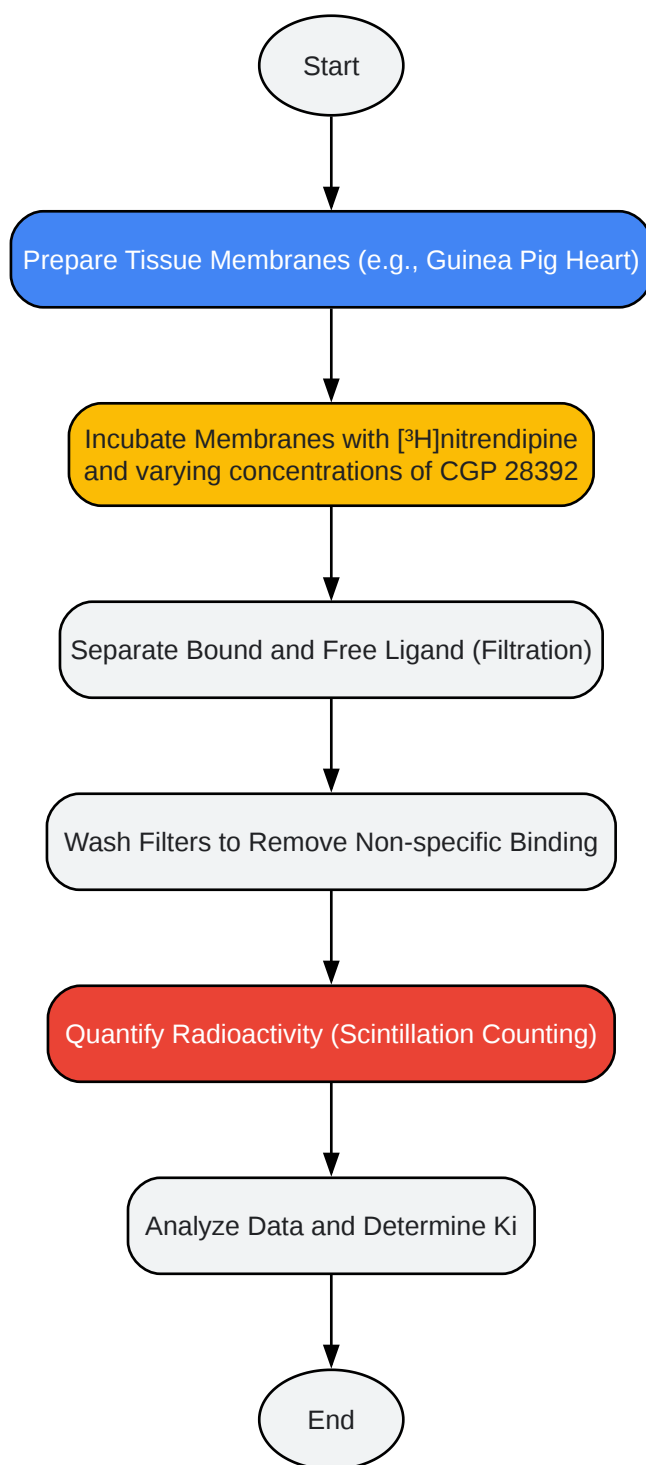 Start
Prepare Tissue Membranes (e.g., Guinea Pig Heart)
Incubate Membranes with [³H]nitrendipine
and varying concentrations of CGP 28392
Separate Bound and Free Ligand (Filtration)
Wash Filters to Remove Non-specific Binding
Quantify Radioactivity (Scintillation Counting)
Analyze Data and Determine Ki
End